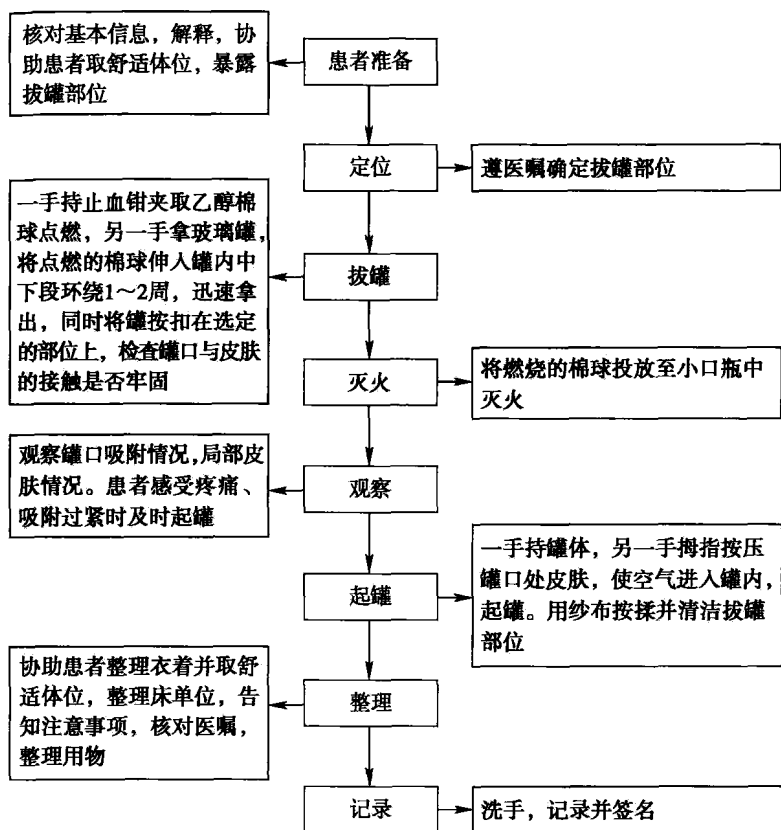 核对基本信息，解释，协
助患者取舒适体位，暴露
拔罐部位
患者准备
定位
遵医嘱确定拔罐部位
一手持止血钳夹取乙醇棉
球点燃，另一手拿玻璃罐，
将点燃的棉球伸入罐内中
下段环绕1～2周，迅速拿
出，同时将罐按扣在选定
的部位上，检查罐口与皮肤
的接触是否牢固
拔罐
灭火
将燃烧的棉球投放至小口瓶中
灭火
观察罐口吸附情况，局部皮
肤情况。患者感受疼痛、
吸附过紧时及时起罐
观察
起罐
一手持罐体，另一手拇指按压
罐口处皮肤，使空气进入罐内，
起罐。用纱布按揉并清洁拔罐
部位
协助患者整理衣着并取舒
适体位，整理床单位，告
知注意事项，核对医嘱，
整理用物
整理
记录
洗手，记录并签名